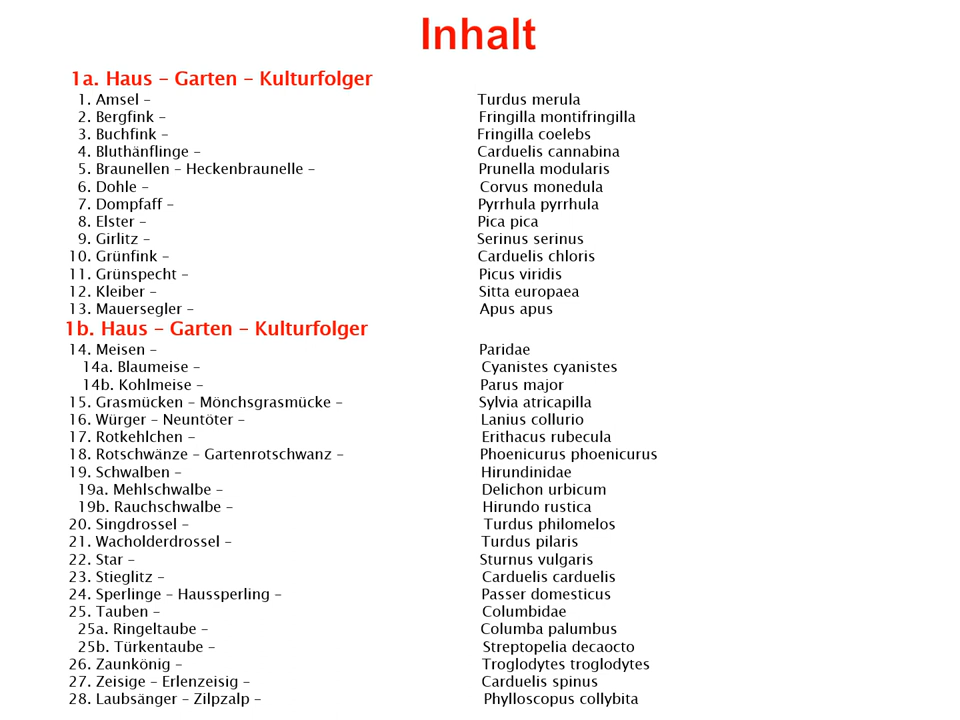 Inhalt
1a. Haus – Garten – Kulturfolger
1. Amsel – Turdus merula
2. Bergfink – Fringilla montifringilla
3. Buchfink – Fringilla coelebs
4. Bluthänflinge – Carduelis cannabina
5. Braunellen – Heckenbraunelle – Prunella modularis
6. Dohle – Corvus monedula
7. Dompfaff – Pyrrhula pyrrhula
8. Elster – Pica pica
9. Girlitz – Serinus serinus
10. Grünfink – Carduelis chloris
11. Grünspecht – Picus viridis
12. Kleiber – Sitta europaea
13. Mauersegler – Apus apus
1b. Haus – Garten – Kulturfolger
14. Meisen – Paridae
14a. Blaumeise – Cyanistes cyanistes
14b. Kohlmeise – Parus major
15. Grasmücken – Mönchsgrasmücke – Sylvia atricapilla
16. Würger – Neuntöter – Lanius collurio
17. Rotkehlchen – Erithacus rubecula
18. Rotschwänze – Gartenrotschwanz – Phoenicurus phoenicurus
19. Schwalben – Hirundinidae
19a. Mehlschwalbe – Delichon urbicum
19b. Rauchschwalbe – Hirundo rustica
20. Singdrossel – Turdus philomelos
21. Wacholderdrossel – Turdus pilaris
22. Star – Sturnus vulgaris
23. Stieglitz – Carduelis carduelis
24. Sperlinge – Haussperling – Passer domesticus
25. Tauben – Columbidae
25a. Ringeltaube – Columba palumbus
25b. Türkentaube – Streptopelia decaocto
26. Zaunkönig – Troglodytes troglodytes
27. Zeisige – Erlenzeisig – Carduelis spinus
28. Laubsänger – Zilpzalp – Phylloscopus collybita